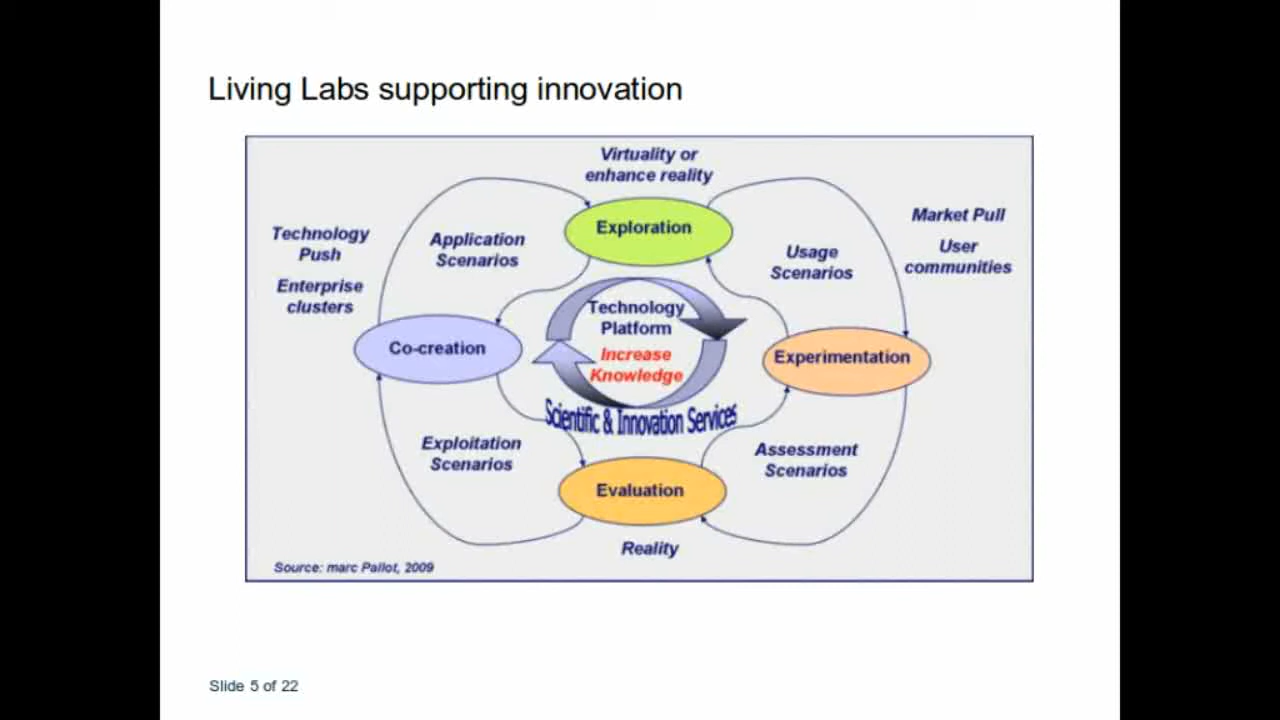 Living Labs supporting innovation
Virtuality or
enhance reality
Technology
Push
Enterprise
clusters
Application
Scenarios
Exploration
Usage
Scenarios
Market Pull
User
communities
Co-creation
Technology
Platform
Increase
Knowledge
Scientific & Innovation Services
Experimentation
Exploitation
Scenarios
Evaluation
Assessment
Scenarios
Reality
Source: marc Pallot, 2009
Slide 5 of 22